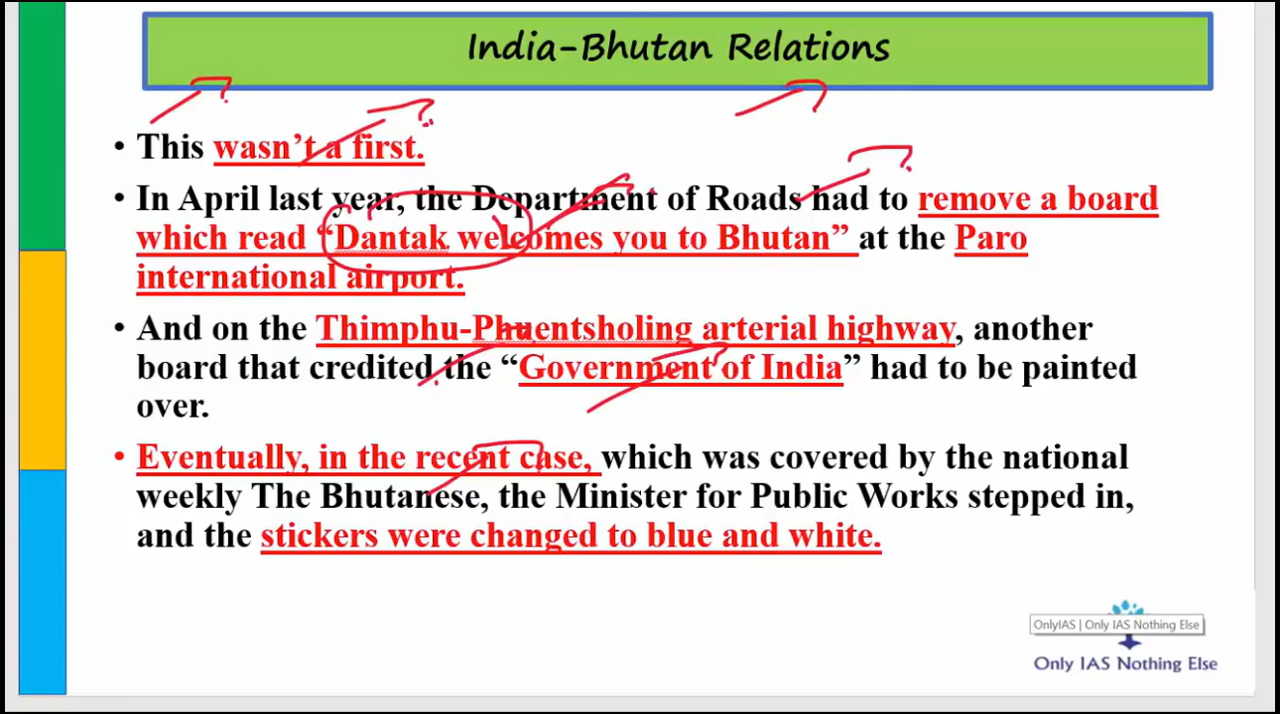 India-Bhutan Relations
• This wasn't a first.
• In April last year, the Department of Roads had to remove a board
which read “Dantak welcomes you to Bhutan” at the Paro
international airport.
• And on the Thimphu-Phuentsholing arterial highway, another
board that credited the “Government of India” had to be painted
over.
• Eventually, in the recent case, which was covered by the national
weekly The Bhutanese, the Minister for Public Works stepped in,
and the stickers were changed to blue and white.
OnlyIAS | Only IAS Nothing Else
Only IAS Nothing Else